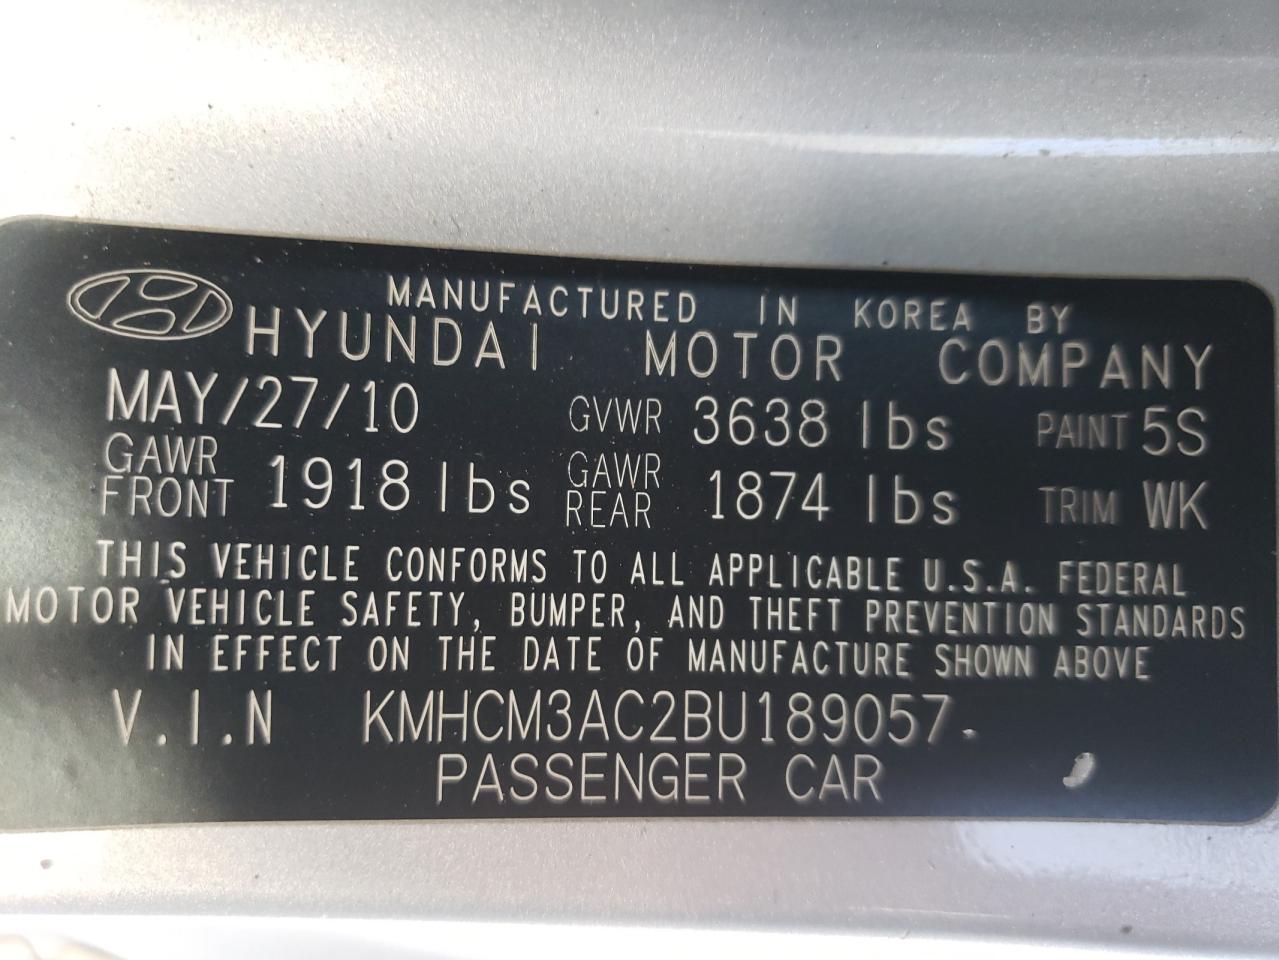 MANUFACTURED IN KOREA BY
HYUNDAI MOTOR COMPANY
MAY/27/10 GVWR 3638 lbs PAINT 5S
GAWR FRONT 1918 lbs GAWR REAR 1874 lbs TRIM WK
THIS VEHICLE CONFORMS TO ALL APPLICABLE U.S.A. FEDERAL
MOTOR VEHICLE SAFETY, BUMPER, AND THEFT PREVENTION STANDARDS
IN EFFECT ON THE DATE OF MANUFACTURE SHOWN ABOVE
V.I.N KMHCM3AC2BU189057.
PASSENGER CAR